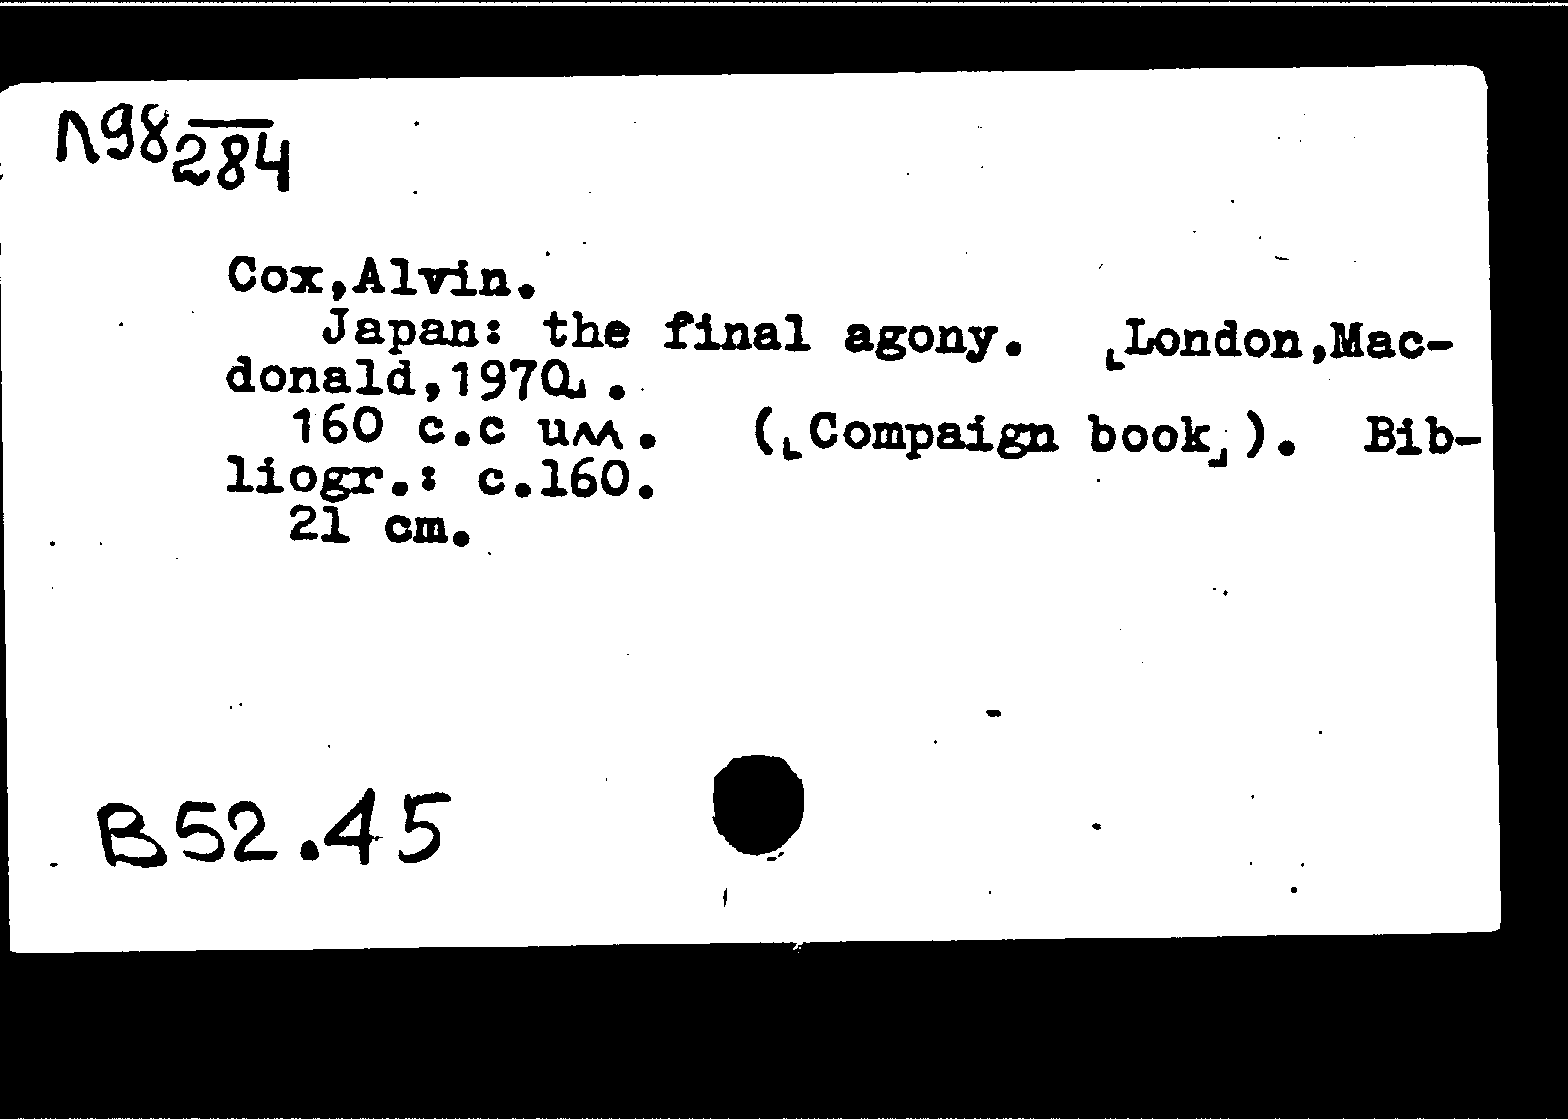 Л98 284
Cox,Alvin.
Japan: the final agony. [London,Mac-
donald,1970].
160 c.c илл. ([Compaign book]). Bib-
liogr.: c.160.
21 cm.
B52.45